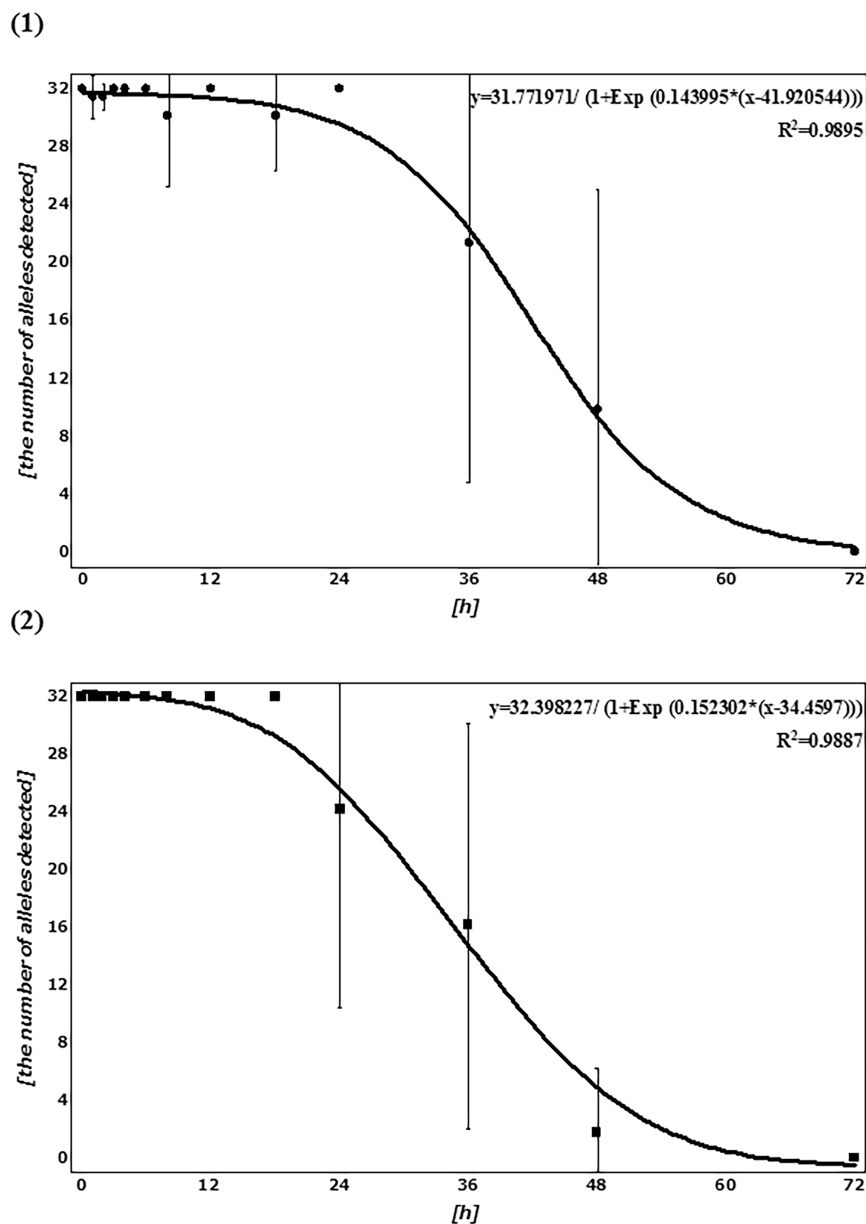 (1)
[the number of alleles detected]
32
28
24
20
16
12
8
4
0
y=31.771971/ (1+Exp (0.143995*(x-41.920544)))
R²=0.9895
0 12 24 36 48 60 72
[h]
(2)
[the number of alleles detected]
32
28
24
20
16
12
8
4
0
y=32.398227/ (1+Exp (0.152302*(x-34.4597)))
R²=0.9887
0 12 24 36 48 60 72
[h]